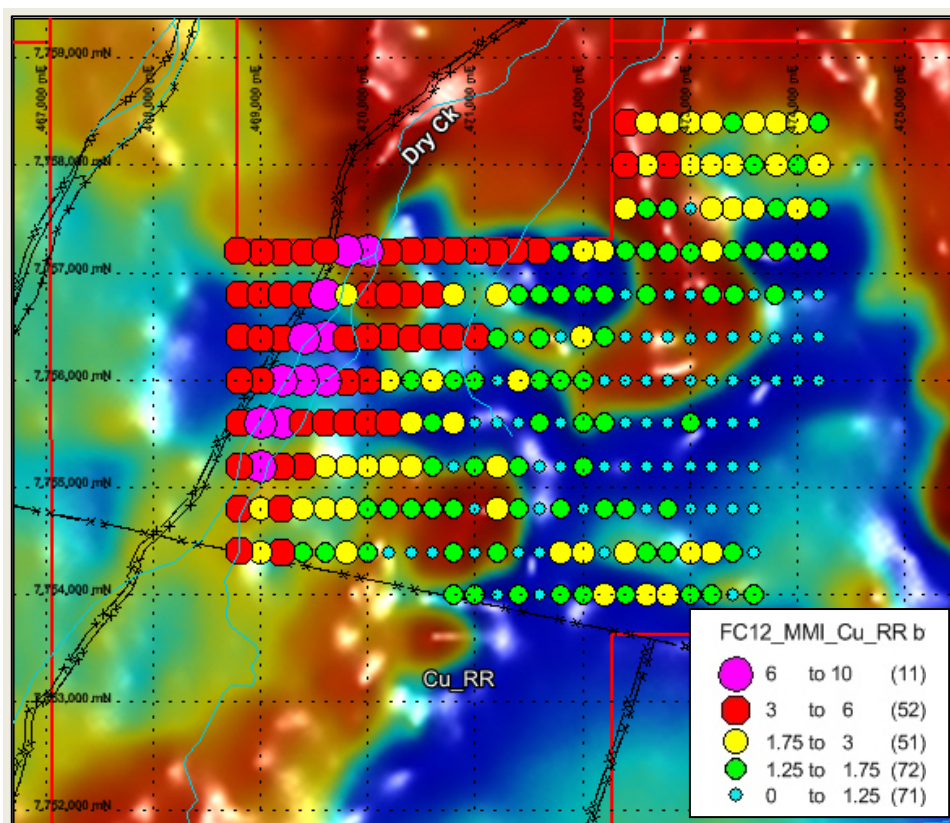 7,759,000 mN
467,000 mE
468,000 mE
469,000 mE
470,000 mE
471,000 mE
472,000 mE
475,000 mE
Dry Ck
7,758,000 mN
7,757,000 mN
7,756,000 mN
7,755,000 mN
7,754,000 mN
Cu_RR
7,753,000 mN
7,752,000 mN
FC12_MMI_Cu_RR b
6 to 10 (11)
3 to 6 (52)
1.75 to 3 (51)
1.25 to 1.75 (72)
0 to 1.25 (71)